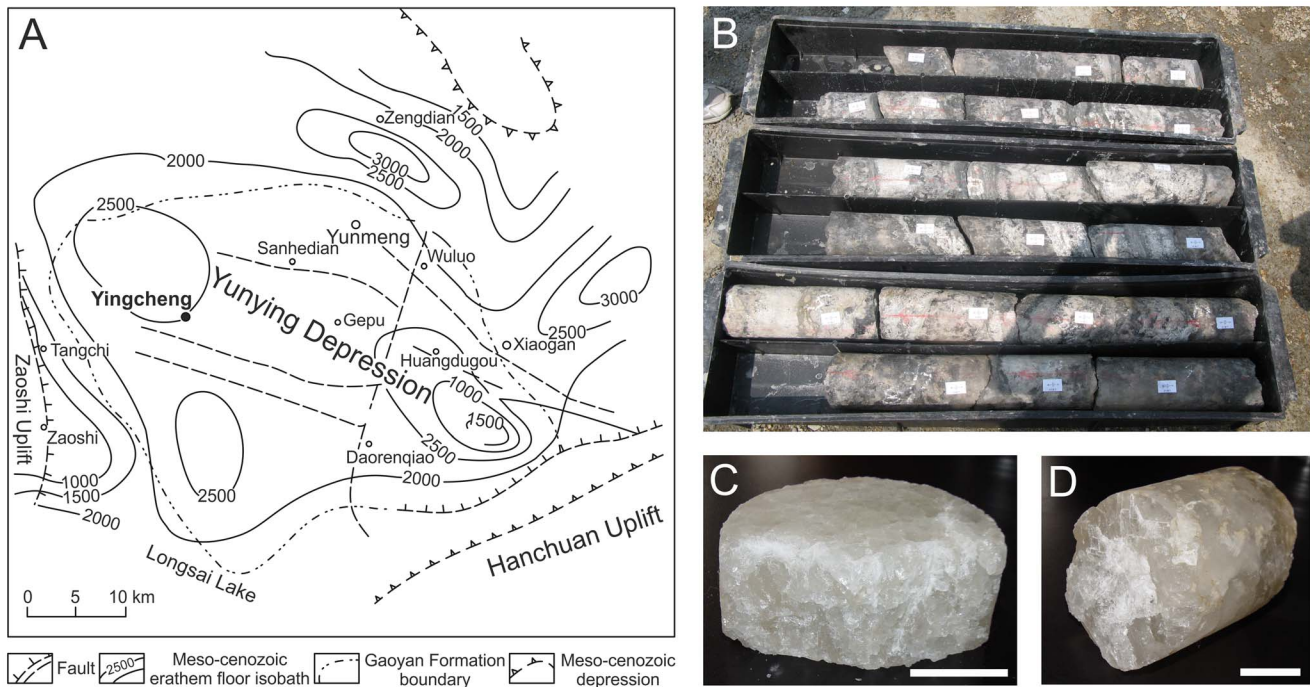 A
1500
Zengdian
2000
2000
3000
2500
2500
Yunmeng
Sanhedian
Wuluo
3000
Yingcheng
Yunying Depression
2500
Gepu
Xiaogan
Tangchi
Huangdugou
Zaoshi Uplift
1000
1500
Zaoshi
2500
Daorenqiao
1000
2000
1500
2500
2000
Hanchuan Uplift
Longsai Lake
0 5 10 km
Fault
2500
Meso-cenozoic
erathem floor isobath
Gaoyan Formation
boundary
Meso-cenozoic
depression
B
C
D